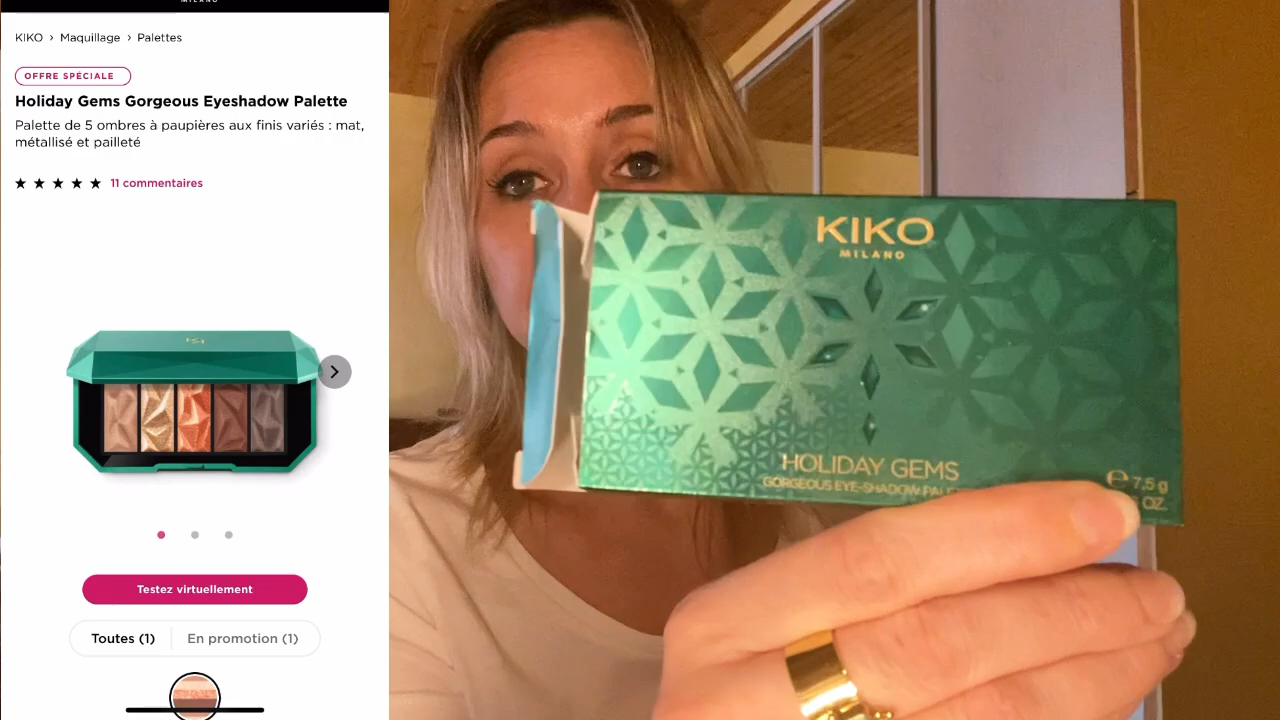 MILANO
KIKO › Maquillage › Palettes
OFFRE SPÉCIALE
Holiday Gems Gorgeous Eyeshadow Palette
Palette de 5 ombres à paupières aux finis variés : mat,
métallisé et pailleté
★ ★ ★ ★ ★ 11 commentaires
Testez virtuellement
Toutes (1) En promotion (1)
KIKO
MILANO
HOLIDAY GEMS
GORGEOUS EYE-SHADOW
℮ 7,5 g
OZ.